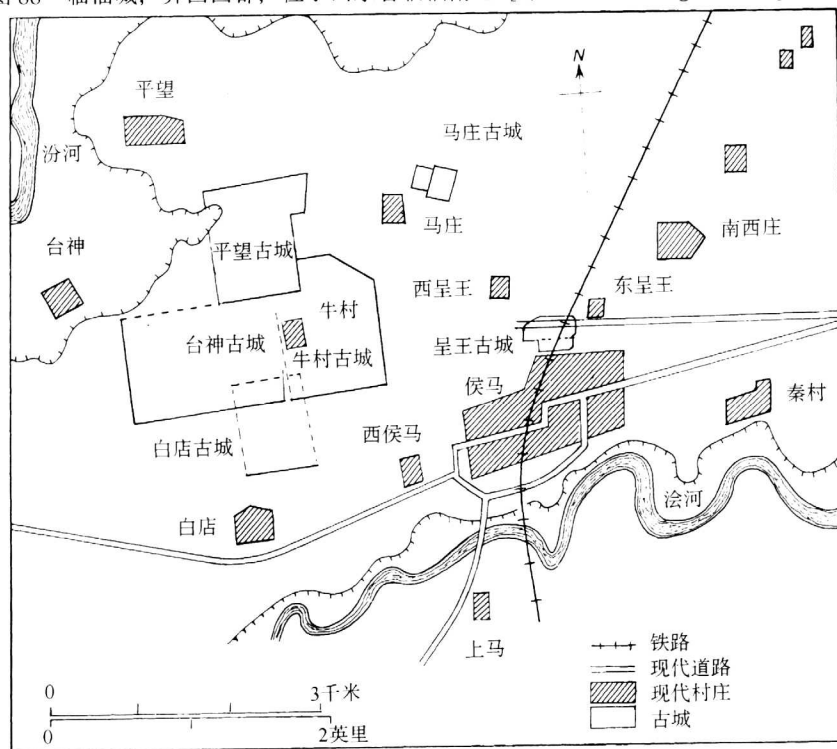 平望
N
汾河
马庄古城
台神
平望古城
马庄
南西庄
西呈王
东呈王
牛村
台神古城
牛村古城
呈王古城
侯马
秦村
白店古城
西侯马
浍河
白店
上马
铁路
现代道路
现代村庄
古城
0
3千米
0
2英里